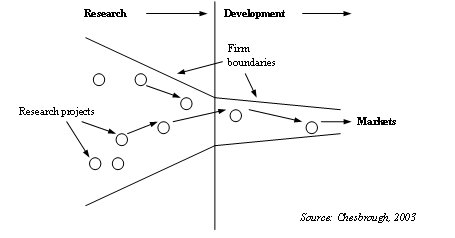 Research
Development
Firm
boundaries
Research projects
Markets
Source: Chesbrough, 2003